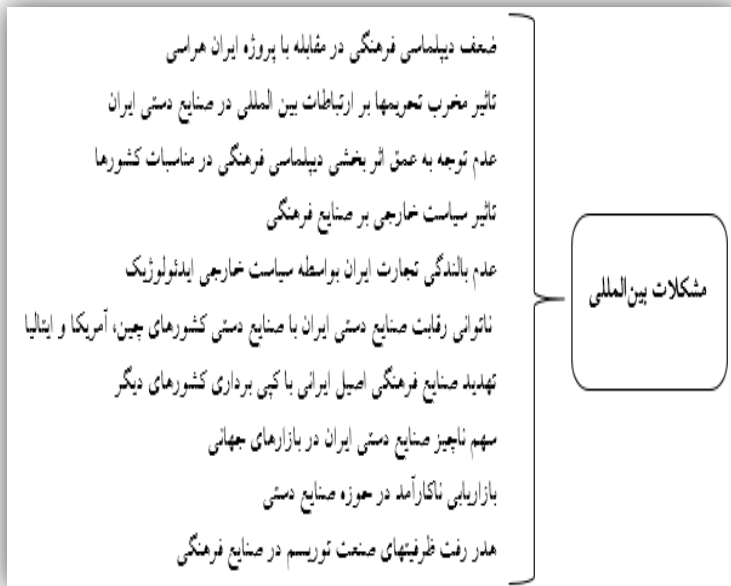 مشکلات بین‌المللی
ضعف دیپلماسی فرهنگی در مقابله با پروژه ایران هراسی
تاثیر مخرب تحریمها بر ارتباطات بین المللی در صنایع دستی ایران
عدم توجه به عمق اثر بخشی دیپلماسی فرهنگی در مناسبات کشورها
تاثیر سیاست خارجی بر صنایع فرهنگی
عدم بالندگی تجارت ایران بواسطه سیاست خارجی ایدئولوژیک
ناتوانی رقابت صنایع دستی ایران با صنایع دستی کشورهای چین، آمریکا و ایتالیا
تهدید صنایع فرهنگی اصیل ایرانی با کپی برداری کشورهای دیگر
سهم ناچیز صنایع دستی ایران در بازارهای جهانی
بازاریابی ناکارآمد در حوزه صنایع دستی
هدر رفت ظرفیتهای صنعت توریسم در صنایع فرهنگی